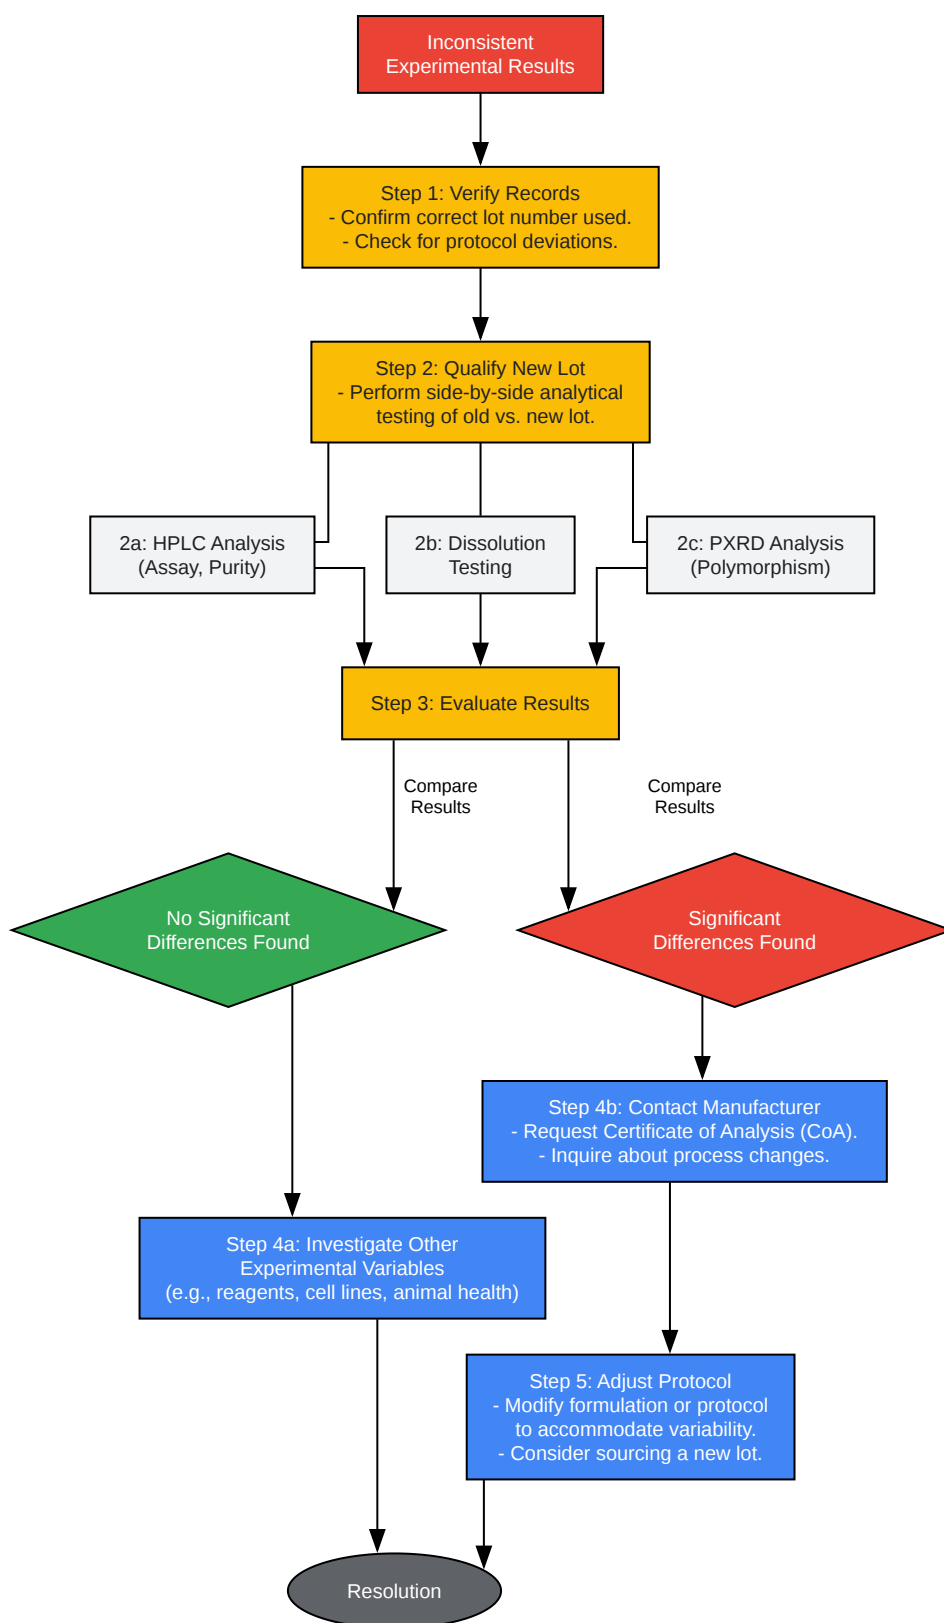 Inconsistent
Experimental Results
Step 1: Verify Records
- Confirm correct lot number used.
- Check for protocol deviations.
Step 2: Qualify New Lot
- Perform side-by-side analytical
testing of old vs. new lot.
2a: HPLC Analysis
(Assay, Purity)
2b: Dissolution
Testing
2c: PXRD Analysis
(Polymorphism)
Step 3: Evaluate Results
Compare
Results
Compare
Results
No Significant
Differences Found
Significant
Differences Found
Step 4b: Contact Manufacturer
- Request Certificate of Analysis (CoA).
- Inquire about process changes.
Step 4a: Investigate Other
Experimental Variables
(e.g., reagents, cell lines, animal health)
Step 5: Adjust Protocol
- Modify formulation or protocol
to accommodate variability.
- Consider sourcing a new lot.
Resolution